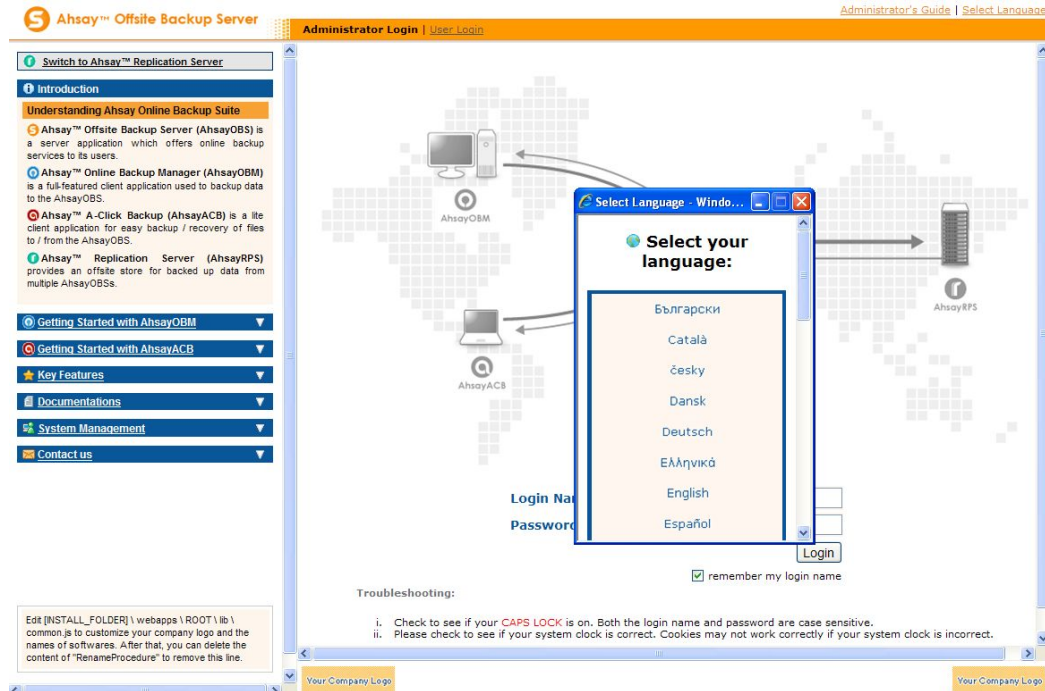 Ahsay™ Offsite Backup Server
Administrator's Guide | Select Language
Administrator Login | User Login
Switch to Ahsay™ Replication Server
Introduction
Understanding Ahsay Online Backup Suite
Ahsay™ Offsite Backup Server (AhsayOBS) is
a server application which offers online backup
services to its users.
Ahsay™ Online Backup Manager (AhsayOBM)
is a full-featured client application used to backup data
to the AhsayOBS.
Ahsay™ A-Click Backup (AhsayACB) is a lite
client application for easy backup / recovery of files
to / from the AhsayOBS.
Ahsay™ Replication Server (AhsayRPS)
provides an offsite store for backed up data from
multiple AhsayOBSs.
Getting Started with AhsayOBM
Getting Started with AhsayACB
Key Features
Documentations
System Management
Contact us
Edit [INSTALL_FOLDER] \ webapps \ ROOT \ lib \
common.js to customize your company logo and the
names of softwares. After that, you can delete the
content of "RenameProcedure" to remove this line.
AhsayOBM
AhsayACB
AhsayRPS
Select Language - Windo...
Select your
language:
Български
Català
česky
Dansk
Deutsch
Ελληνικά
English
Español
Login Na
Password
Login
remember my login name
Troubleshooting:
i. Check to see if your CAPS LOCK is on. Both the login name and password are case sensitive.
ii. Please check to see if your system clock is correct. Cookies may not work correctly if your system clock is incorrect.
Your Company Logo
Your Company Logo